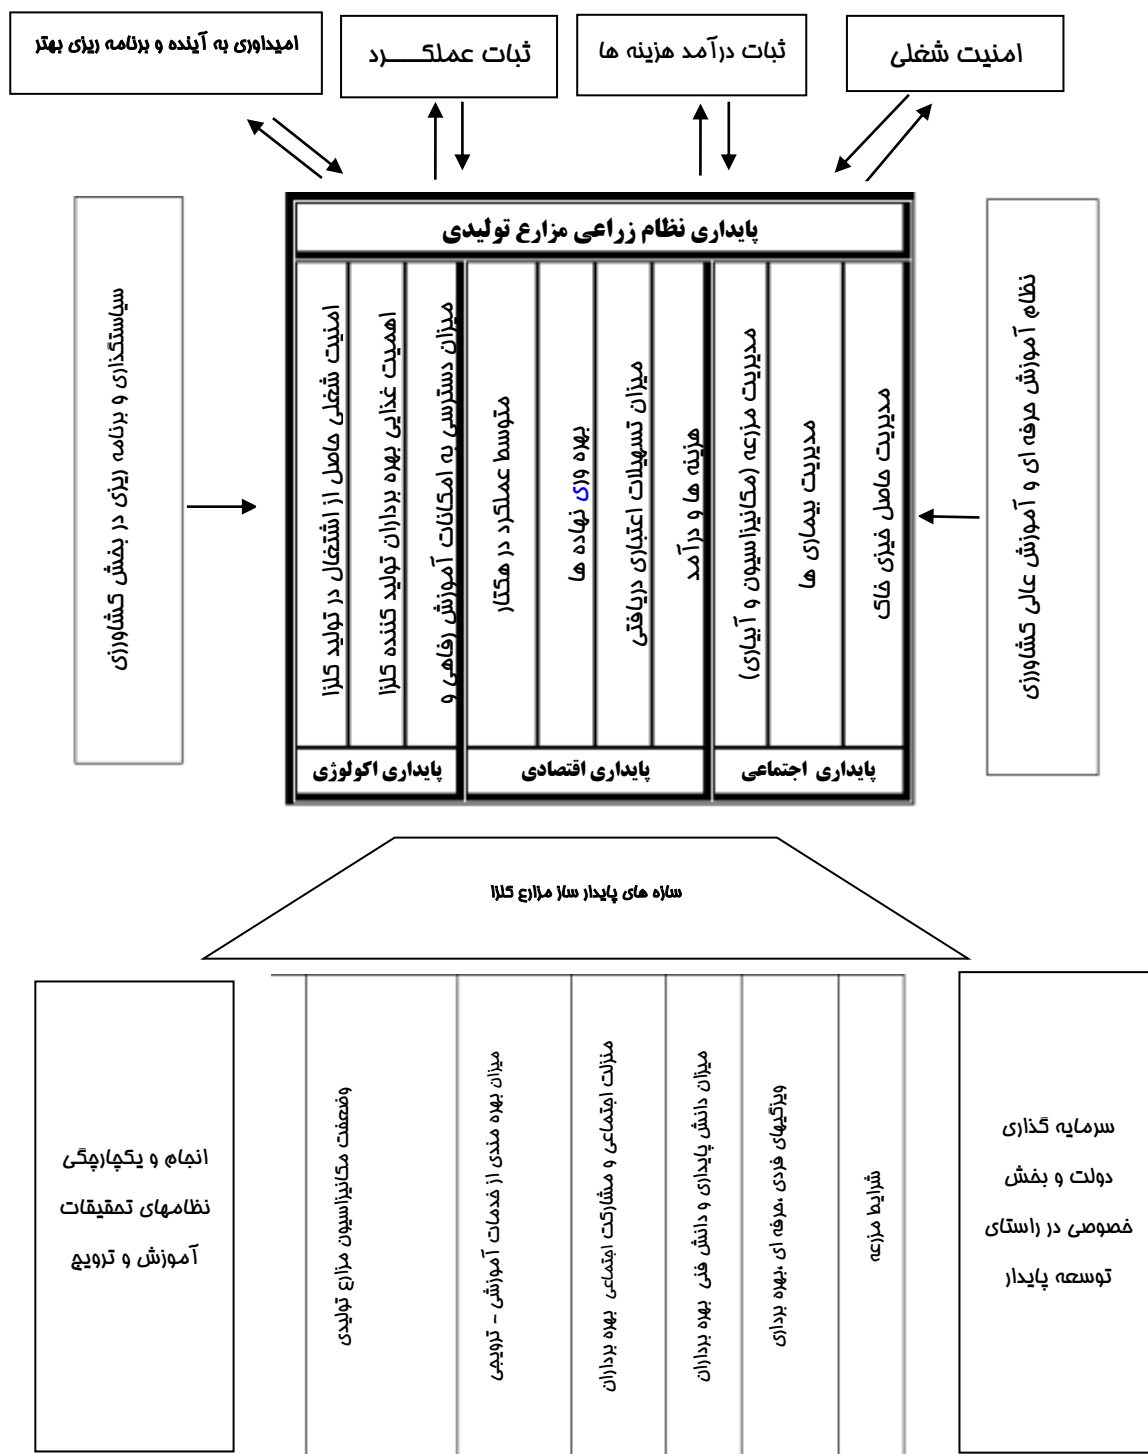 امنیت شغلی
ثبات درآمد هزینه ها
ثبات عملکــــرد
امیداوری به آینده و برنامه ریزی بهتر
نظام آموزش حرفه ای و آموزش عالی کشاورزی
پایداری نظام زراعی مزارع تولیدی
مدیریت حاصل خیزی خاک
مدیریت بیماری ها
مدیریت مزرعه (مکانیزاسیون و آبیاری)
هزینه ها و درآمد
میزان تسهیلات اعتباری دریافتی
بهره وری نهاده ها
متوسط عملکرد در هکتار
میزان دسترسی به امکانات آموزش رفاهی و
اهمیت غذایی بهره برداران تولید کننده کلزا
امنیت شغلی حاصل از اشتغال در تولید کلزا
پایداری اجتماعی
پایداری اقتصادی
پایداری اکولوژی
سیاستگذاری و برنامه ریزی در بخش کشاورزی
سازه های پایدار ساز مزارع کلزا
سرمایه گذاری
دولت و بخش
خصوصی در راستای
توسعه پایدار
شرایط مزرعه
ویژگیهای فردی ،حرفه ای ،بهره برداری
میزان دانش پایداری و دانش فنی بهره برداران
منزلت اجتماعی و مشارکت اجتماعی بهره برداران
میزان بهره مندی از خدمات آموزشی - ترویجی
وضعفت مکانیزاسیون مزارع تولیدی
انجام و یکپارچگی
نظامهای تحقیقات
آموزش و ترویج